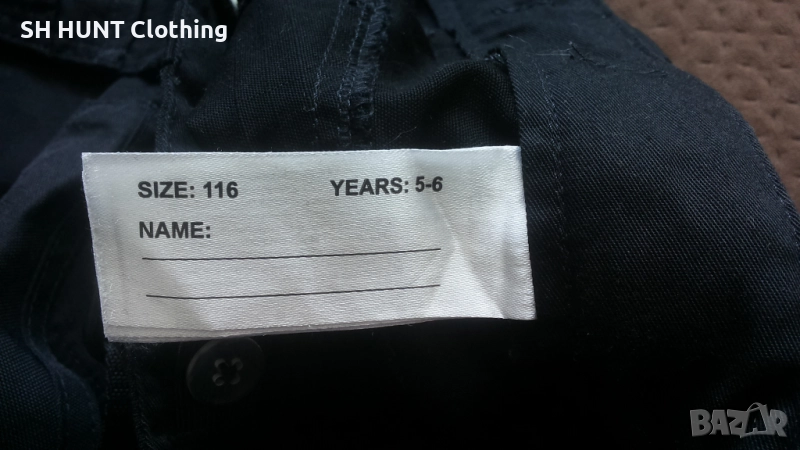 SH HUNT Clothing
SIZE: 116 YEARS: 5-6
NAME:
BAZAR